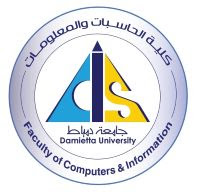 كلية الحاسبات والمعلومات
CIS
جامعة دمياط
Damietta University
Faculty of Computers & Information